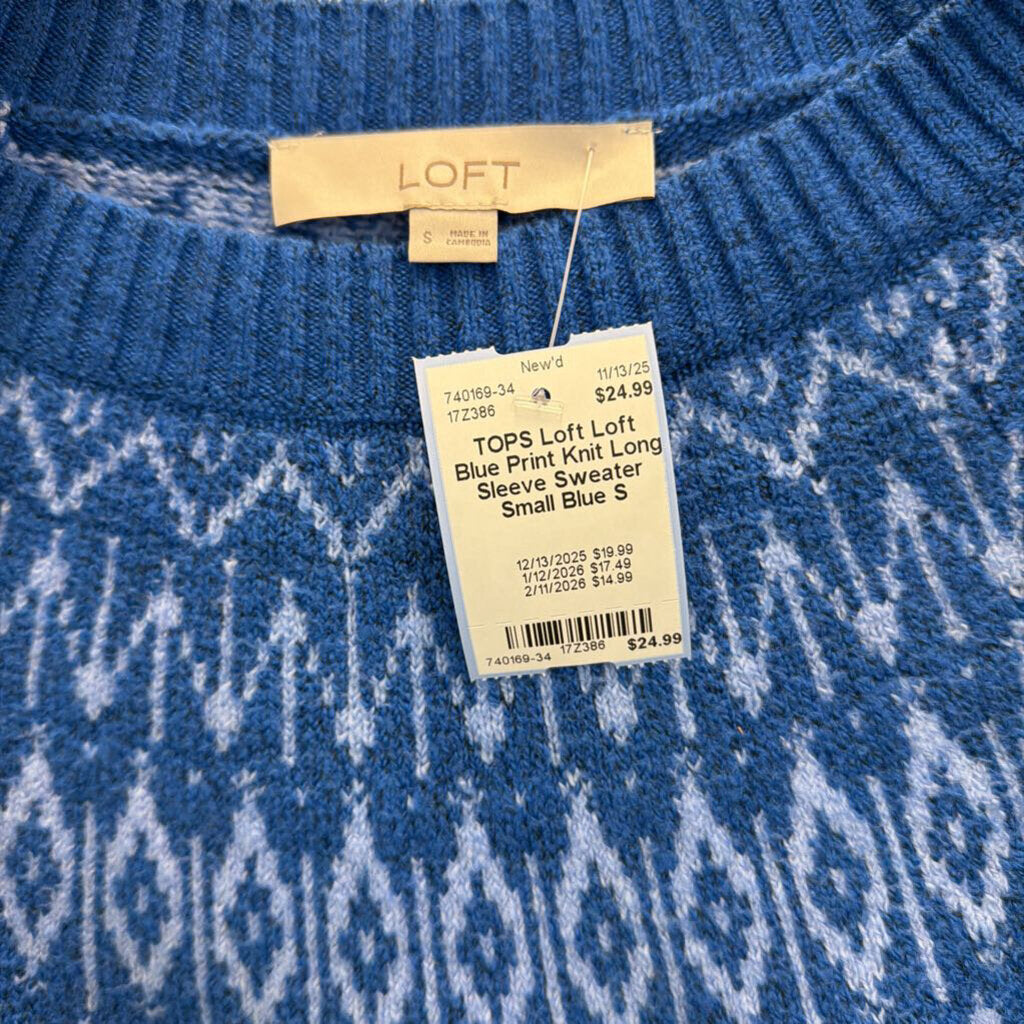 LOFT
S MADE IN
CAMBODIA
New'd
740169-34 11/13/25
17Z386 $24.99
TOPS Loft Loft
Blue Print Knit Long
Sleeve Sweater
Small Blue S
12/13/2025 $19.99
1/12/2026 $17.49
2/11/2026 $14.99
740169-34 17Z386 $24.99